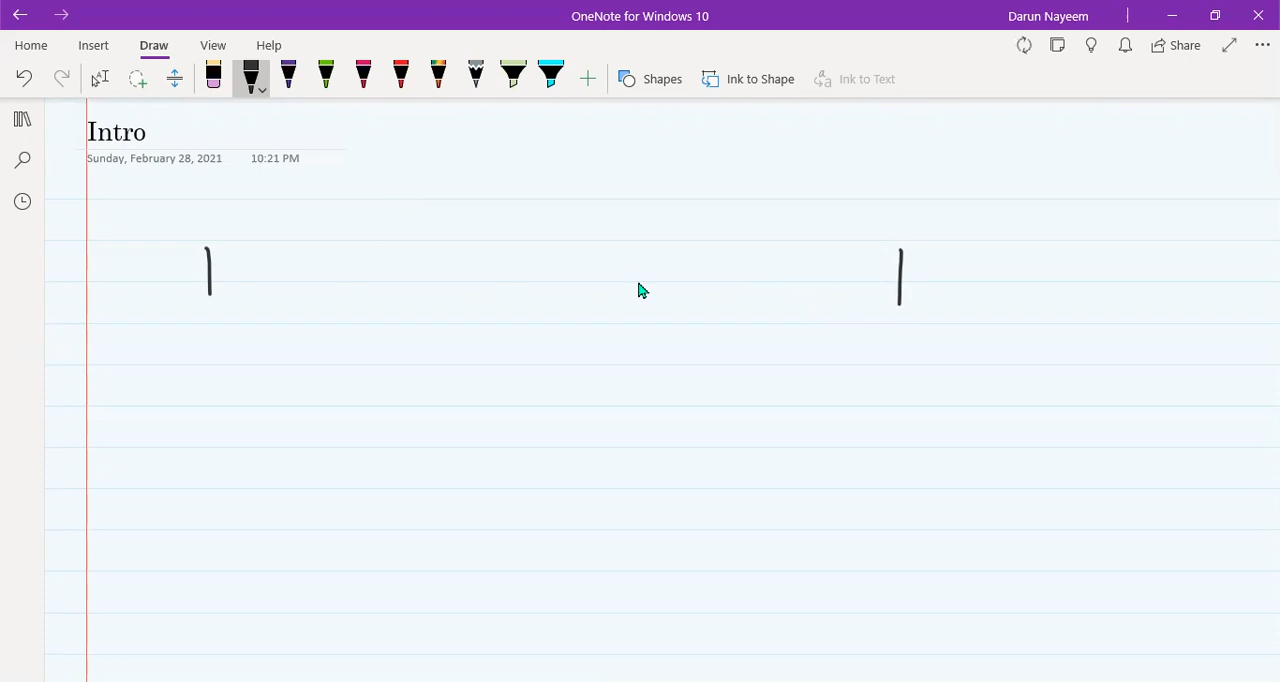 OneNote for Windows 10
Darun Nayeem
Home Insert Draw View Help
Share
Shapes
Ink to Shape
Ink to Text
Intro
Sunday, February 28, 2021 10:21 PM